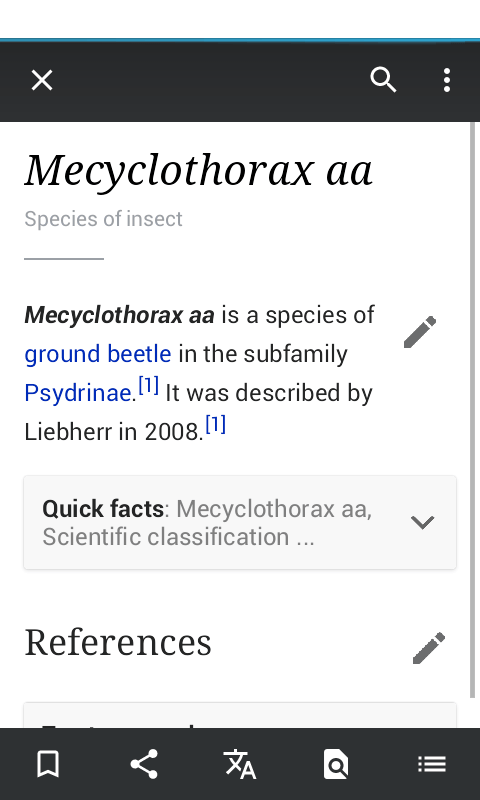 Mecyclothorax aa
Species of insect
Mecyclothorax aa is a species of
ground beetle in the subfamily
Psydrinae.[1] It was described by
Liebherr in 2008.[1]
Quick facts: Mecyclothorax aa,
Scientific classification ...
References